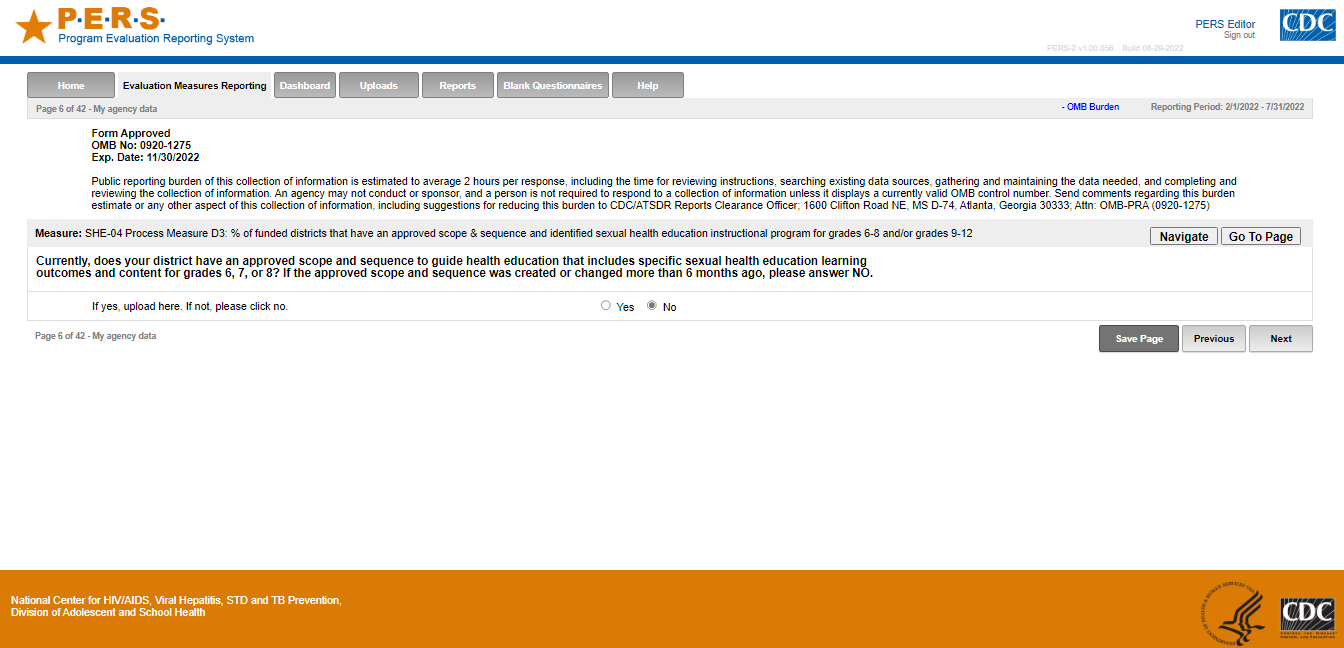 P·E·R·S·
Program Evaluation Reporting System
PERS Editor
Sign out
CDC
PERS-2 v1.00.056 Build 08-29-2022
Home Evaluation Measures Reporting Dashboard Uploads Reports Blank Questionnaires Help
Page 6 of 42 - My agency data
- OMB Burden
Reporting Period: 2/1/2022 - 7/31/2022
Form Approved
OMB No: 0920-1275
Exp. Date: 11/30/2022
Public reporting burden of this collection of information is estimated to average 2 hours per response, including the time for reviewing instructions, searching existing data sources, gathering and maintaining the data needed, and completing and
reviewing the collection of information. An agency may not conduct or sponsor, and a person is not required to respond to a collection of information unless it displays a currently valid OMB control number. Send comments regarding this burden
estimate or any other aspect of this collection of information, including suggestions for reducing this burden to CDC/ATSDR Reports Clearance Officer; 1600 Clifton Road NE, MS D-74, Atlanta, Georgia 30333; Attn: OMB-PRA (0920-1275)
Measure: SHE-04 Process Measure D3: % of funded districts that have an approved scope & sequence and identified sexual health education instructional program for grades 6-8 and/or grades 9-12
Navigate Go To Page
Currently, does your district have an approved scope and sequence to guide health education that includes specific sexual health education learning
outcomes and content for grades 6, 7, or 8? If the approved scope and sequence was created or changed more than 6 months ago, please answer NO.
If yes, upload here. If not, please click no. Yes No
Page 6 of 42 - My agency data
Save Page Previous Next
National Center for HIV/AIDS, Viral Hepatitis, STD and TB Prevention,
Division of Adolescent and School Health
CDC
CENTERS FOR DISEASE
CONTROL AND PREVENTION